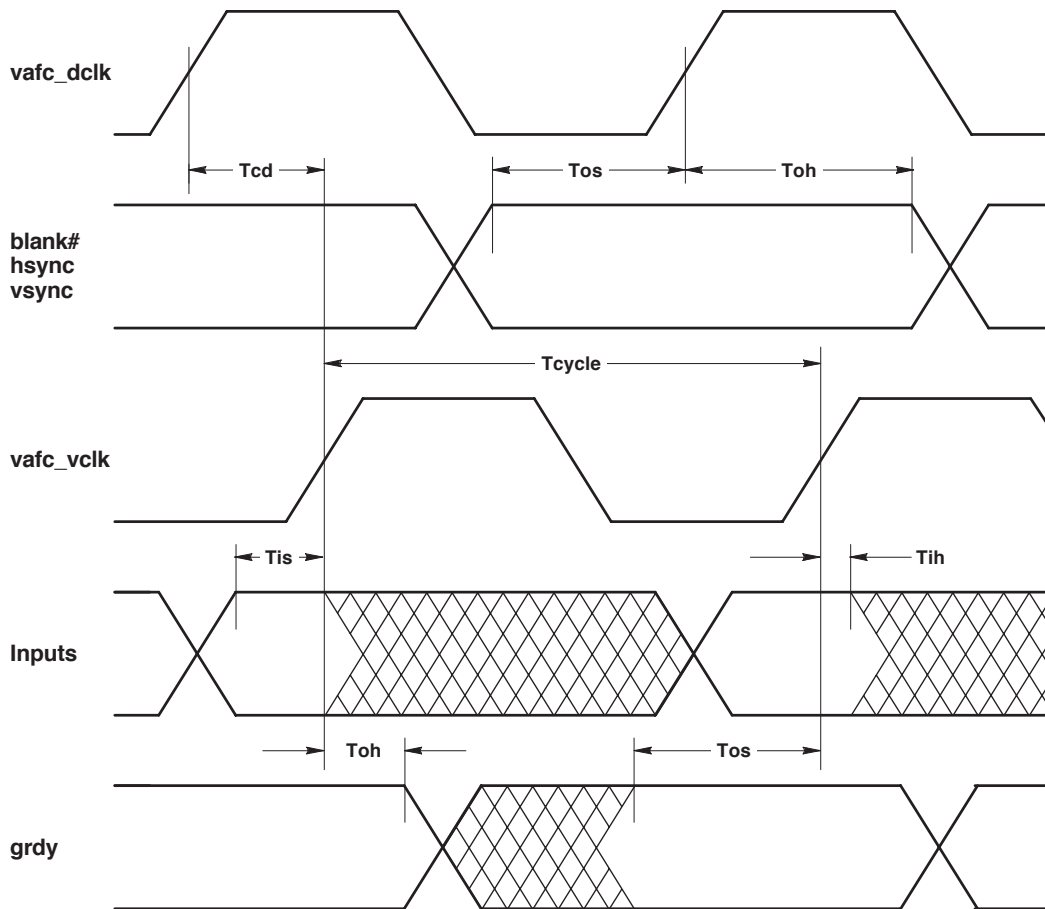 vafc_dclk
Tcd
Tos
Toh
blank#
hsync
vsync
Tcycle
vafc_vclk
Tis
Tih
Inputs
Toh
Tos
grdy